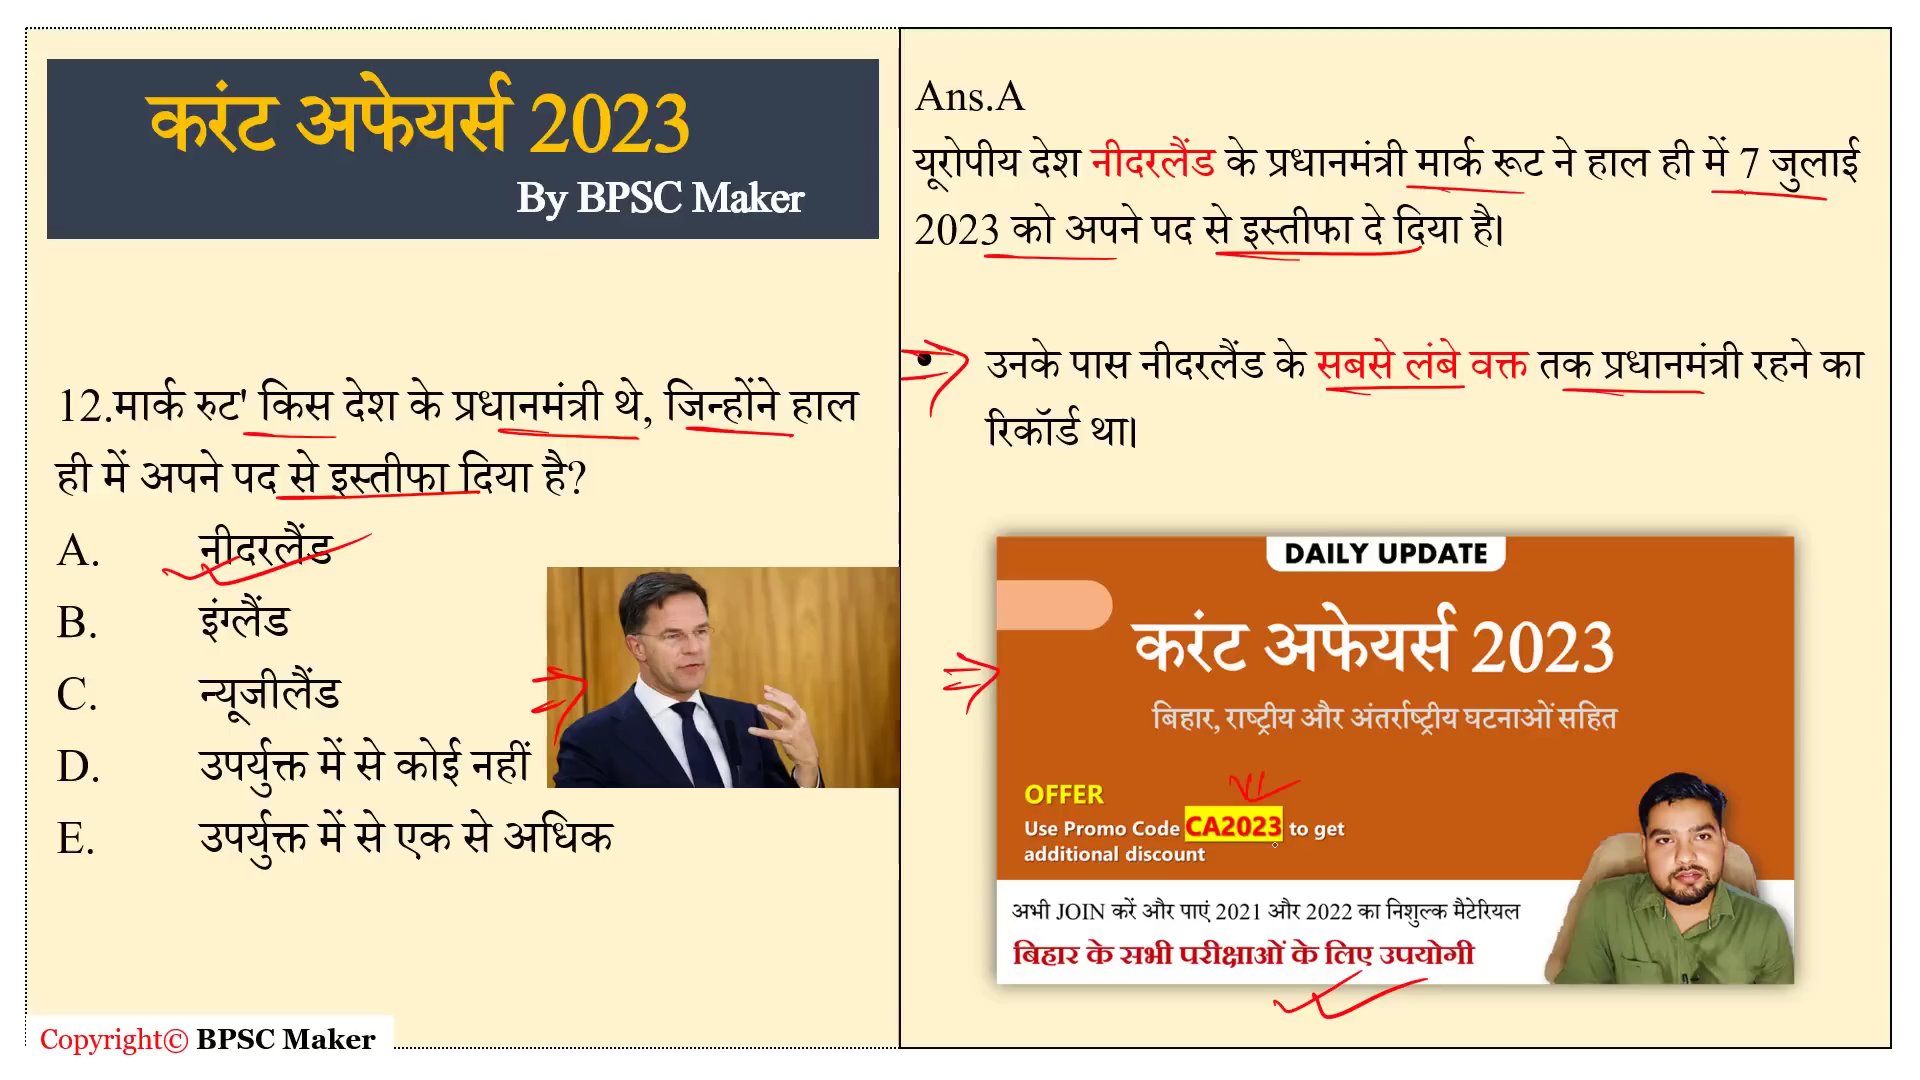 करंट अफेयर्स 2023
By BPSC Maker
12.मार्क रुट' किस देश के प्रधानमंत्री थे, जिन्होंने हाल
ही में अपने पद से इस्तीफा दिया है?
A. नीदरलैंड
B. इंग्लैंड
C. न्यूजीलैंड
D. उपर्युक्त में से कोई नहीं
E. उपर्युक्त में से एक से अधिक
Copyright© BPSC Maker
Ans.A
यूरोपीय देश नीदरलैंड के प्रधानमंत्री मार्क रूट ने हाल ही में 7 जुलाई
2023 को अपने पद से इस्तीफा दे दिया है।
• उनके पास नीदरलैंड के सबसे लंबे वक्त तक प्रधानमंत्री रहने का
रिकॉर्ड था।
DAILY UPDATE
करंट अफेयर्स 2023
बिहार, राष्ट्रीय और अंतर्राष्ट्रीय घटनाओं सहित
OFFER
Use Promo Code CA2023 to get
additional discount
अभी JOIN करें और पाएं 2021 और 2022 का निशुल्क मैटेरियल
बिहार के सभी परीक्षाओं के लिए उपयोगी